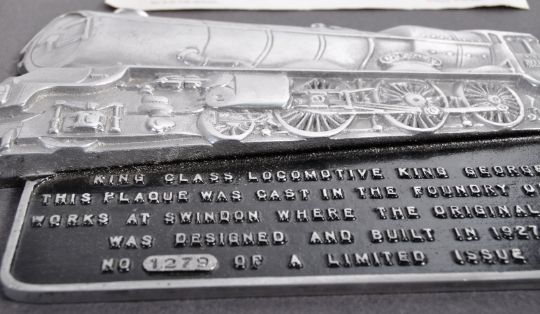 KING CLASS LOCOMOTIVE KING GEORGE
THIS PLAQUE WAS CAST IN THE FOUNDRY OF
WORKS AT SWINDON WHERE THE ORIGINAL
WAS DESIGNED AND BUILT IN 1927
NO 1279 OF A LIMITED ISSUE